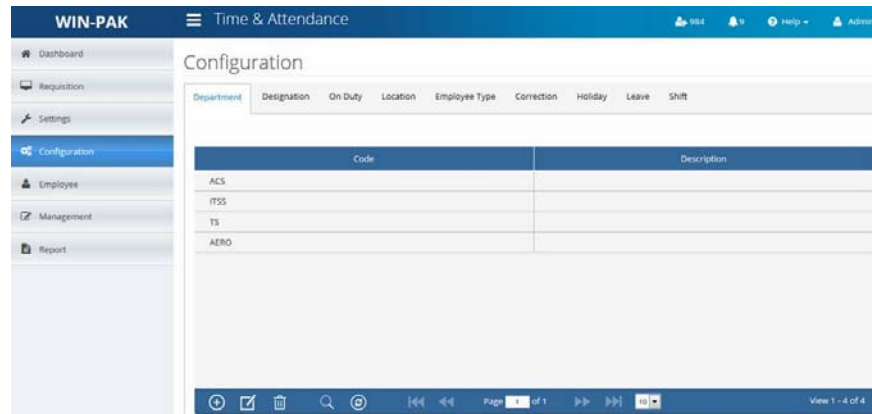 WIN-PAK
Time & Attendance
984
9
Help
Admin
Dashboard
Requisition
Settings
Configuration
Employee
Management
Report
Configuration
Department Designation On Duty Location Employee Type Correction Holiday Leave Shift
Code Description
ACS
ITSS
TS
AERO
Page 1 of 1 10 View 1 - 4 of 4